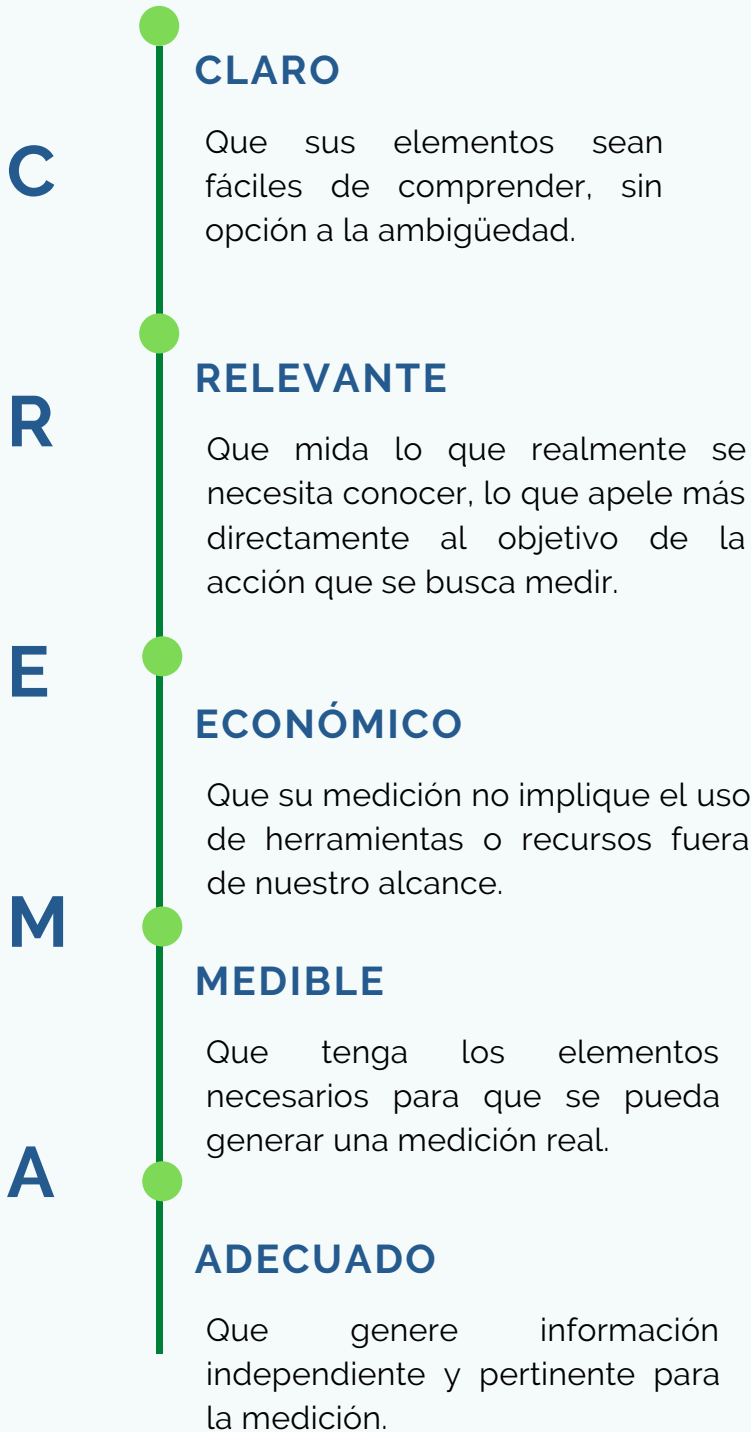 C
CLARO
Que sus elementos sean
fáciles de comprender, sin
opción a la ambigüedad.
R
RELEVANTE
Que mida lo que realmente se
necesita conocer, lo que apele más
directamente al objetivo de la
acción que se busca medir.
E
ECONÓMICO
Que su medición no implique el uso
de herramientas o recursos fuera
de nuestro alcance.
M
MEDIBLE
Que tenga los elementos
necesarios para que se pueda
generar una medición real.
A
ADECUADO
Que genere información
independiente y pertinente para
la medición.